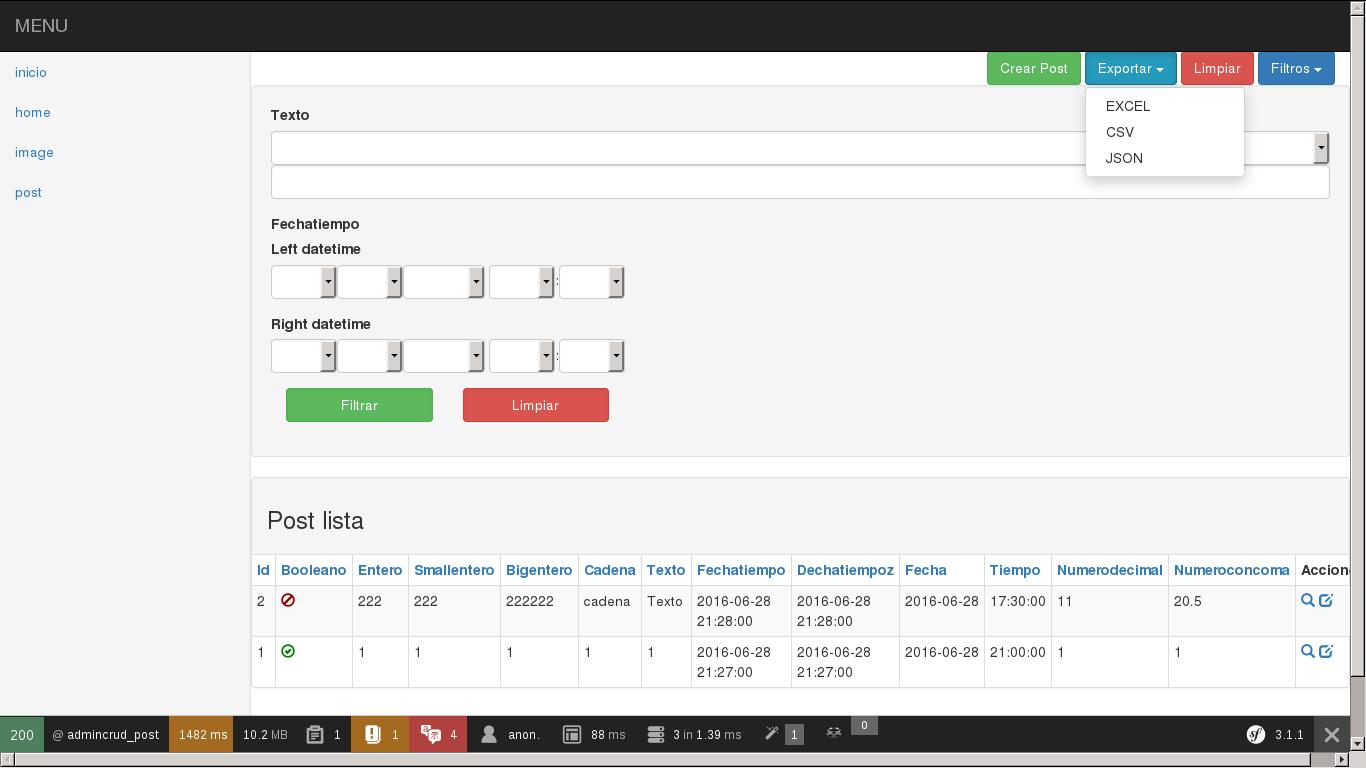 MENU
inicio
home
image
post
Crear Post Exportar Limpiar Filtros
EXCEL
CSV
JSON
Texto
Fechatiempo
Left datetime
:
Right datetime
:
Filtrar Limpiar
Post lista
Id Booleano Entero Smallentero Bigentero Cadena Texto Fechatiempo Dechatiempoz Fecha Tiempo Numerodecimal Numeroconcoma Accion
2 222 222 222222 cadena Texto 2016-06-28 2016-06-28 2016-06-28 17:30:00 11 20.5
21:28:00 21:28:00
1 1 1 1 1 1 2016-06-28 2016-06-28 2016-06-28 21:00:00 1 1
21:27:00 21:27:00
200 @ admincrud_post 1482 ms 10.2 MB 1 1 4 anon. 88 ms 3 in 1.39 ms 1 0 sf 3.1.1